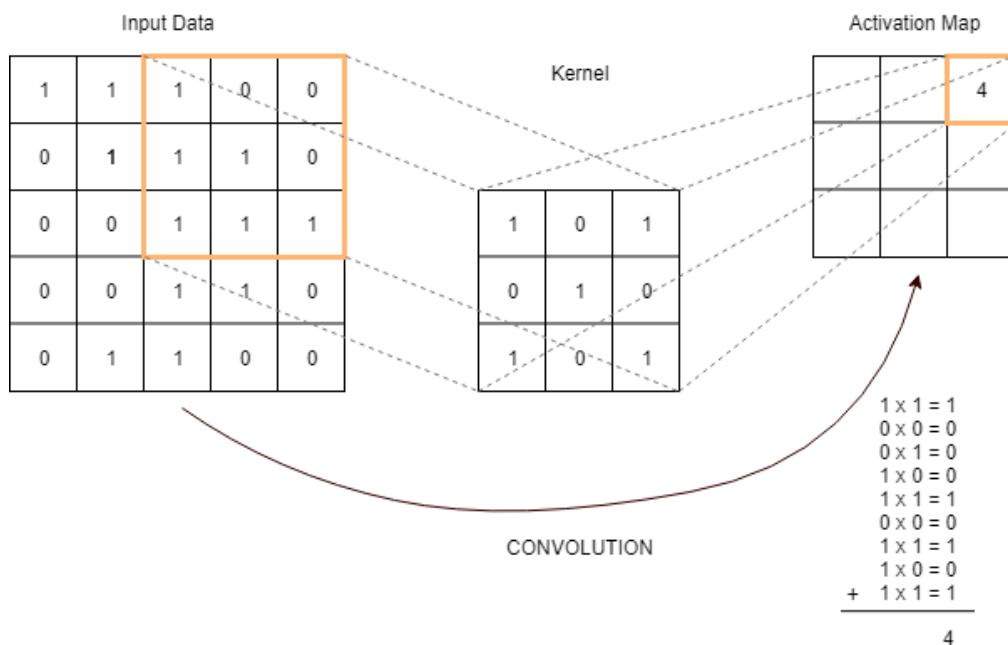 Input Data
Activation Map
Kernel
1 1 1 0 0
0 1 1 1 0
0 0 1 1 1
0 0 1 1 0
0 1 1 0 0
1 0 1
0 1 0
1 0 1
4
1 x 1 = 1
0 x 0 = 0
0 x 1 = 0
1 x 0 = 0
1 x 1 = 1
0 x 0 = 0
1 x 1 = 1
1 x 0 = 0
+ 1 x 1 = 1
4
CONVOLUTION